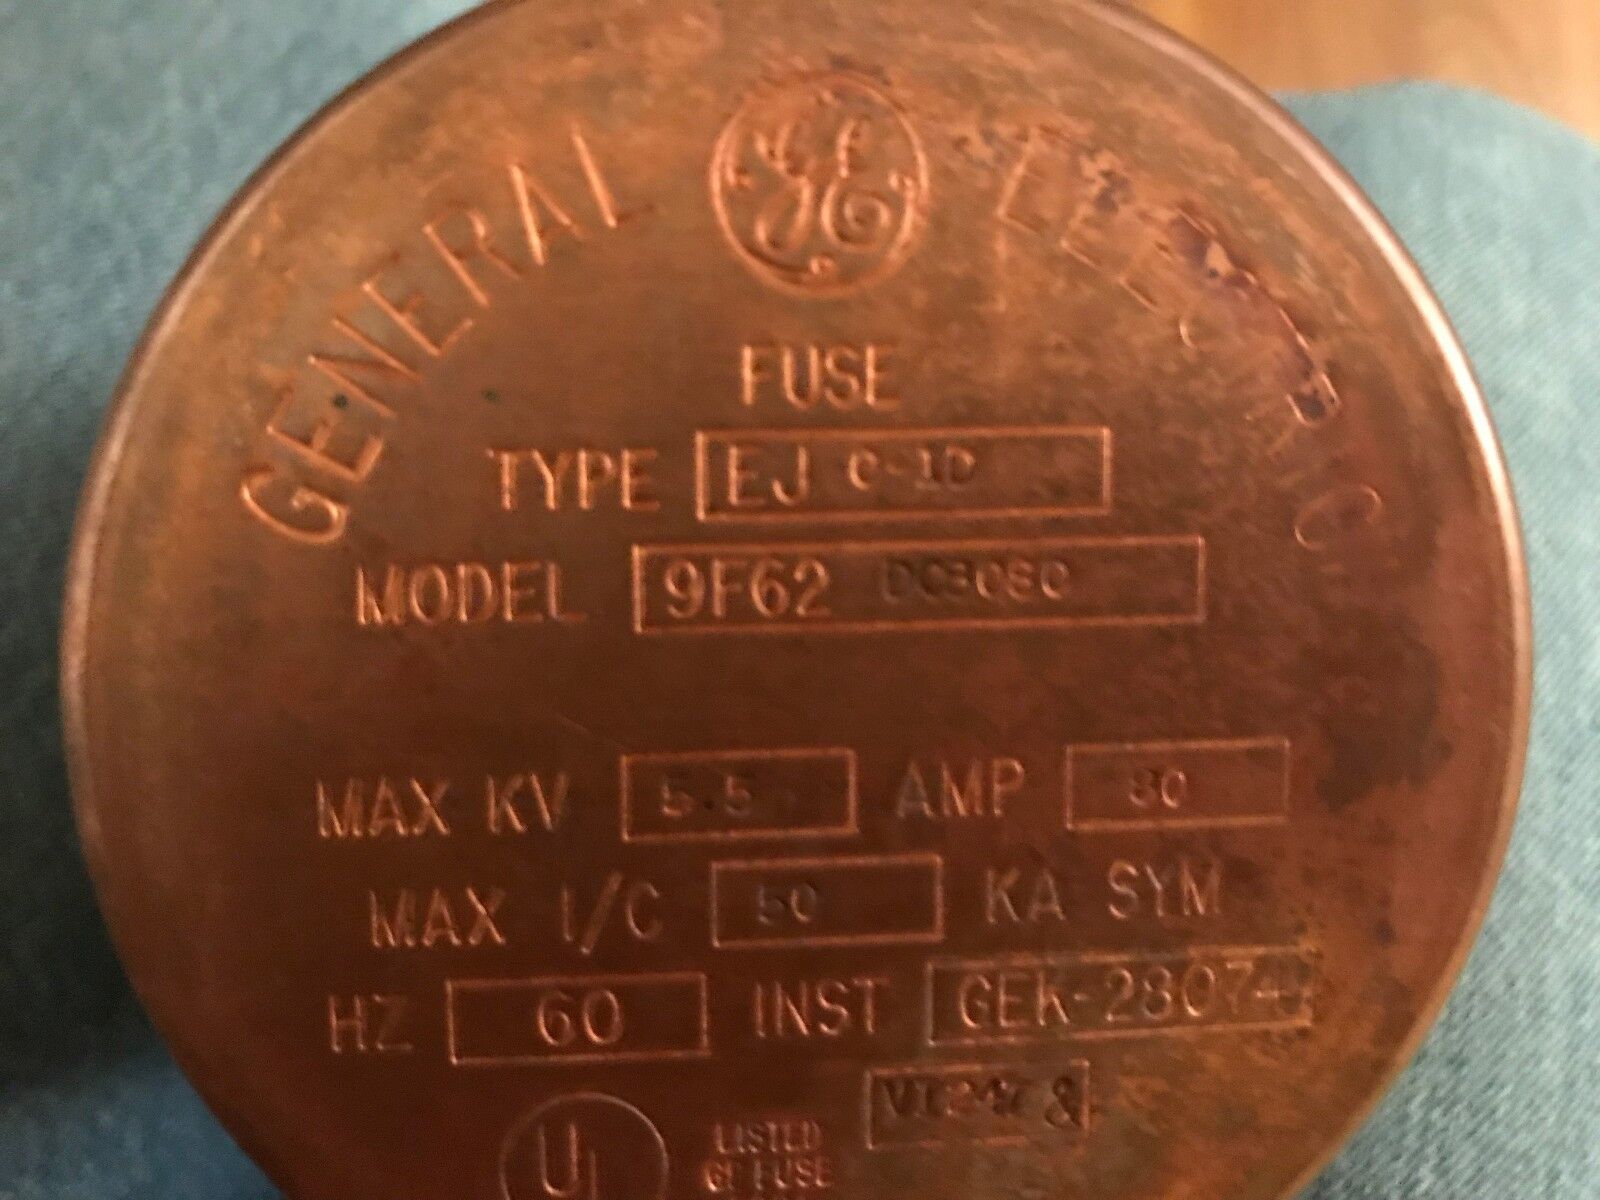 GENERAL GE ELECTRIC
FUSE
TYPE EJ C-1D
MODEL 9F62 DCB080
MAX KV 5.5 AMP 80
MAX I/C 50 KA SYM
HZ 60 INST GEK-28074
UL LISTED
FUSE